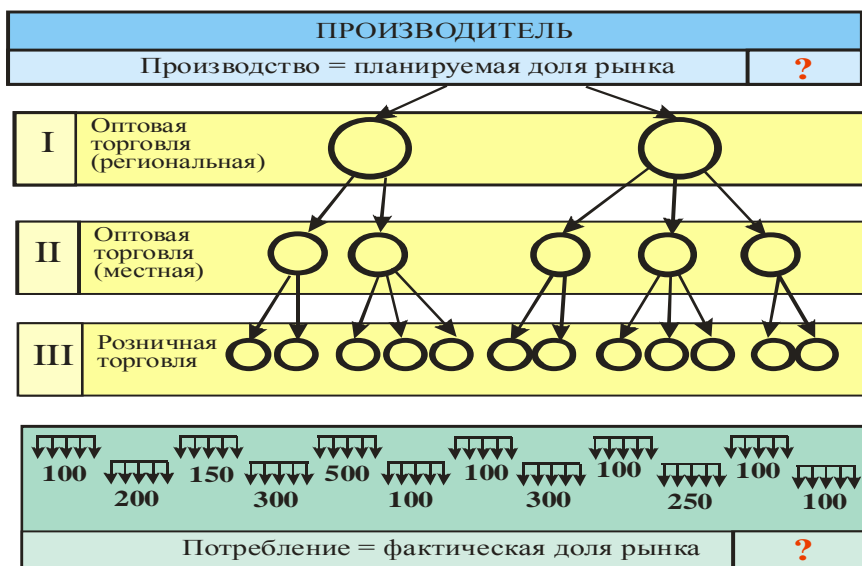 ПРОИЗВОДИТЕЛЬ
Производство = планируемая доля рынка ?
I Оптовая
торговля
(региональная)
II Оптовая
торговля
(местная)
III Розничная
торговля
100 150 500 100 100 100
200 300 100 300 250 100
Потребление = фактическая доля рынка ?